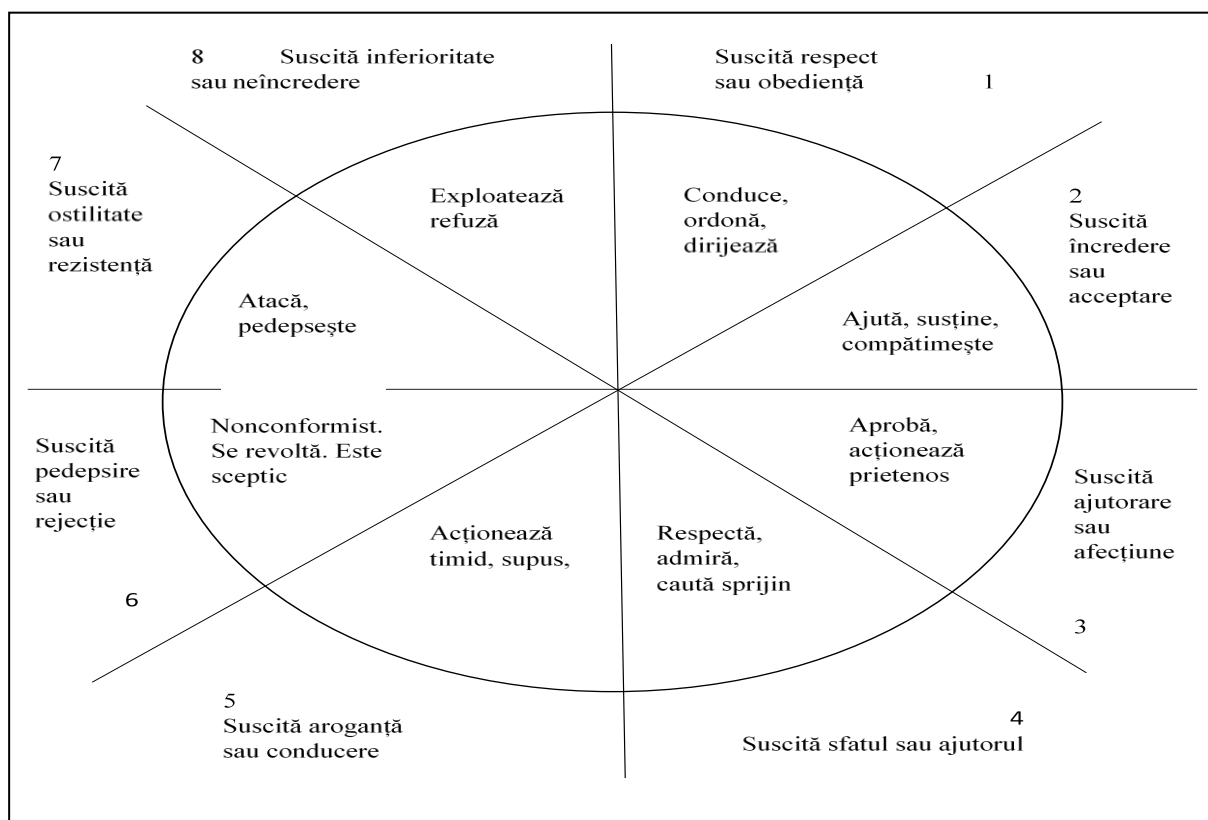 8 Suscită inferioritate
sau neîncredere
Suscită respect
sau obediență
1
7
Suscită
ostilitate
sau
rezistență
Exploatează
refuză
Conduce,
ordonă,
dirijează
2
Suscită
încredere
sau
acceptare
Atacă,
pedepsește
Ajută, susține,
compătimește
Suscită
pedepsire
sau
rejecție
6
Nonconformist.
Se revoltă. Este
sceptic
Aprobă,
acționează
prietenos
Suscită
ajutorare
sau
afecțiune
3
Acționează
timid, supus,
Respectă,
admiră,
caută sprijin
5
Suscită aroganță
sau conducere
4
Suscită sfatul sau ajutorul